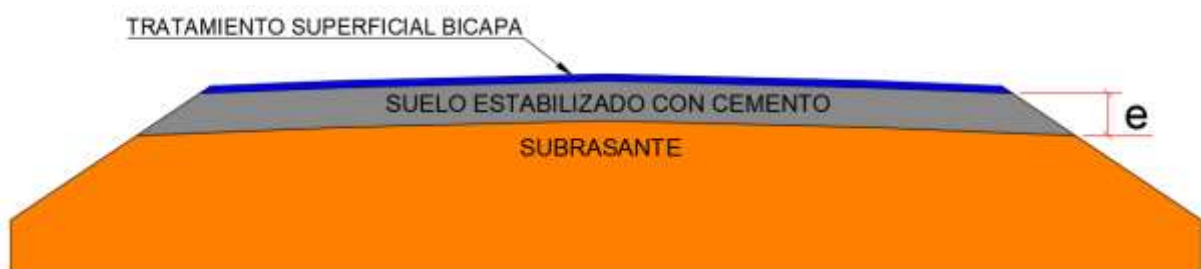 TRATAMIENTO SUPERFICIAL BICAPA
SUELO ESTABILIZADO CON CEMENTO
e
SUBRASANTE